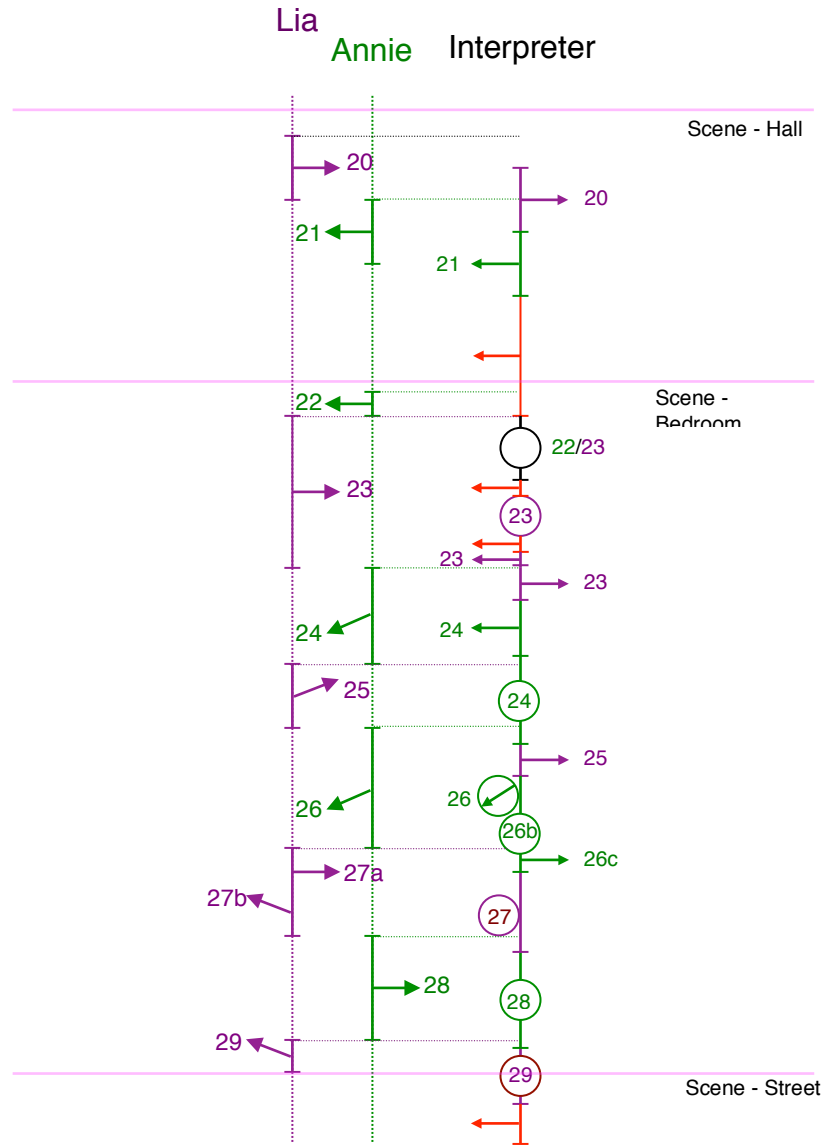 Lia
Annie
Interpreter
Scene - Hall
20
20
21
21
Scene -
Bedroom
22
22/23
23
23
23
23
24
24
25
24
25
26
26
26b
26c
27a
27b
27
28
28
29
29
Scene - Street